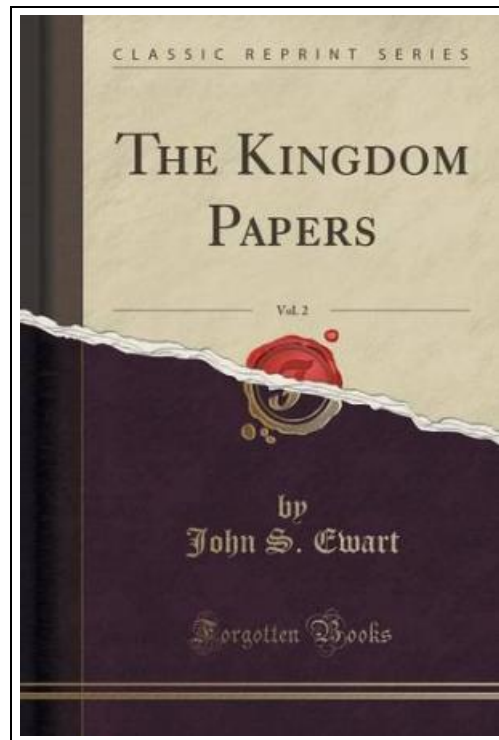 CLASSIC REPRINT SERIES
THE KINGDOM
PAPERS
Vol. 2
F
by
John S. Ewart
Forgotten Books